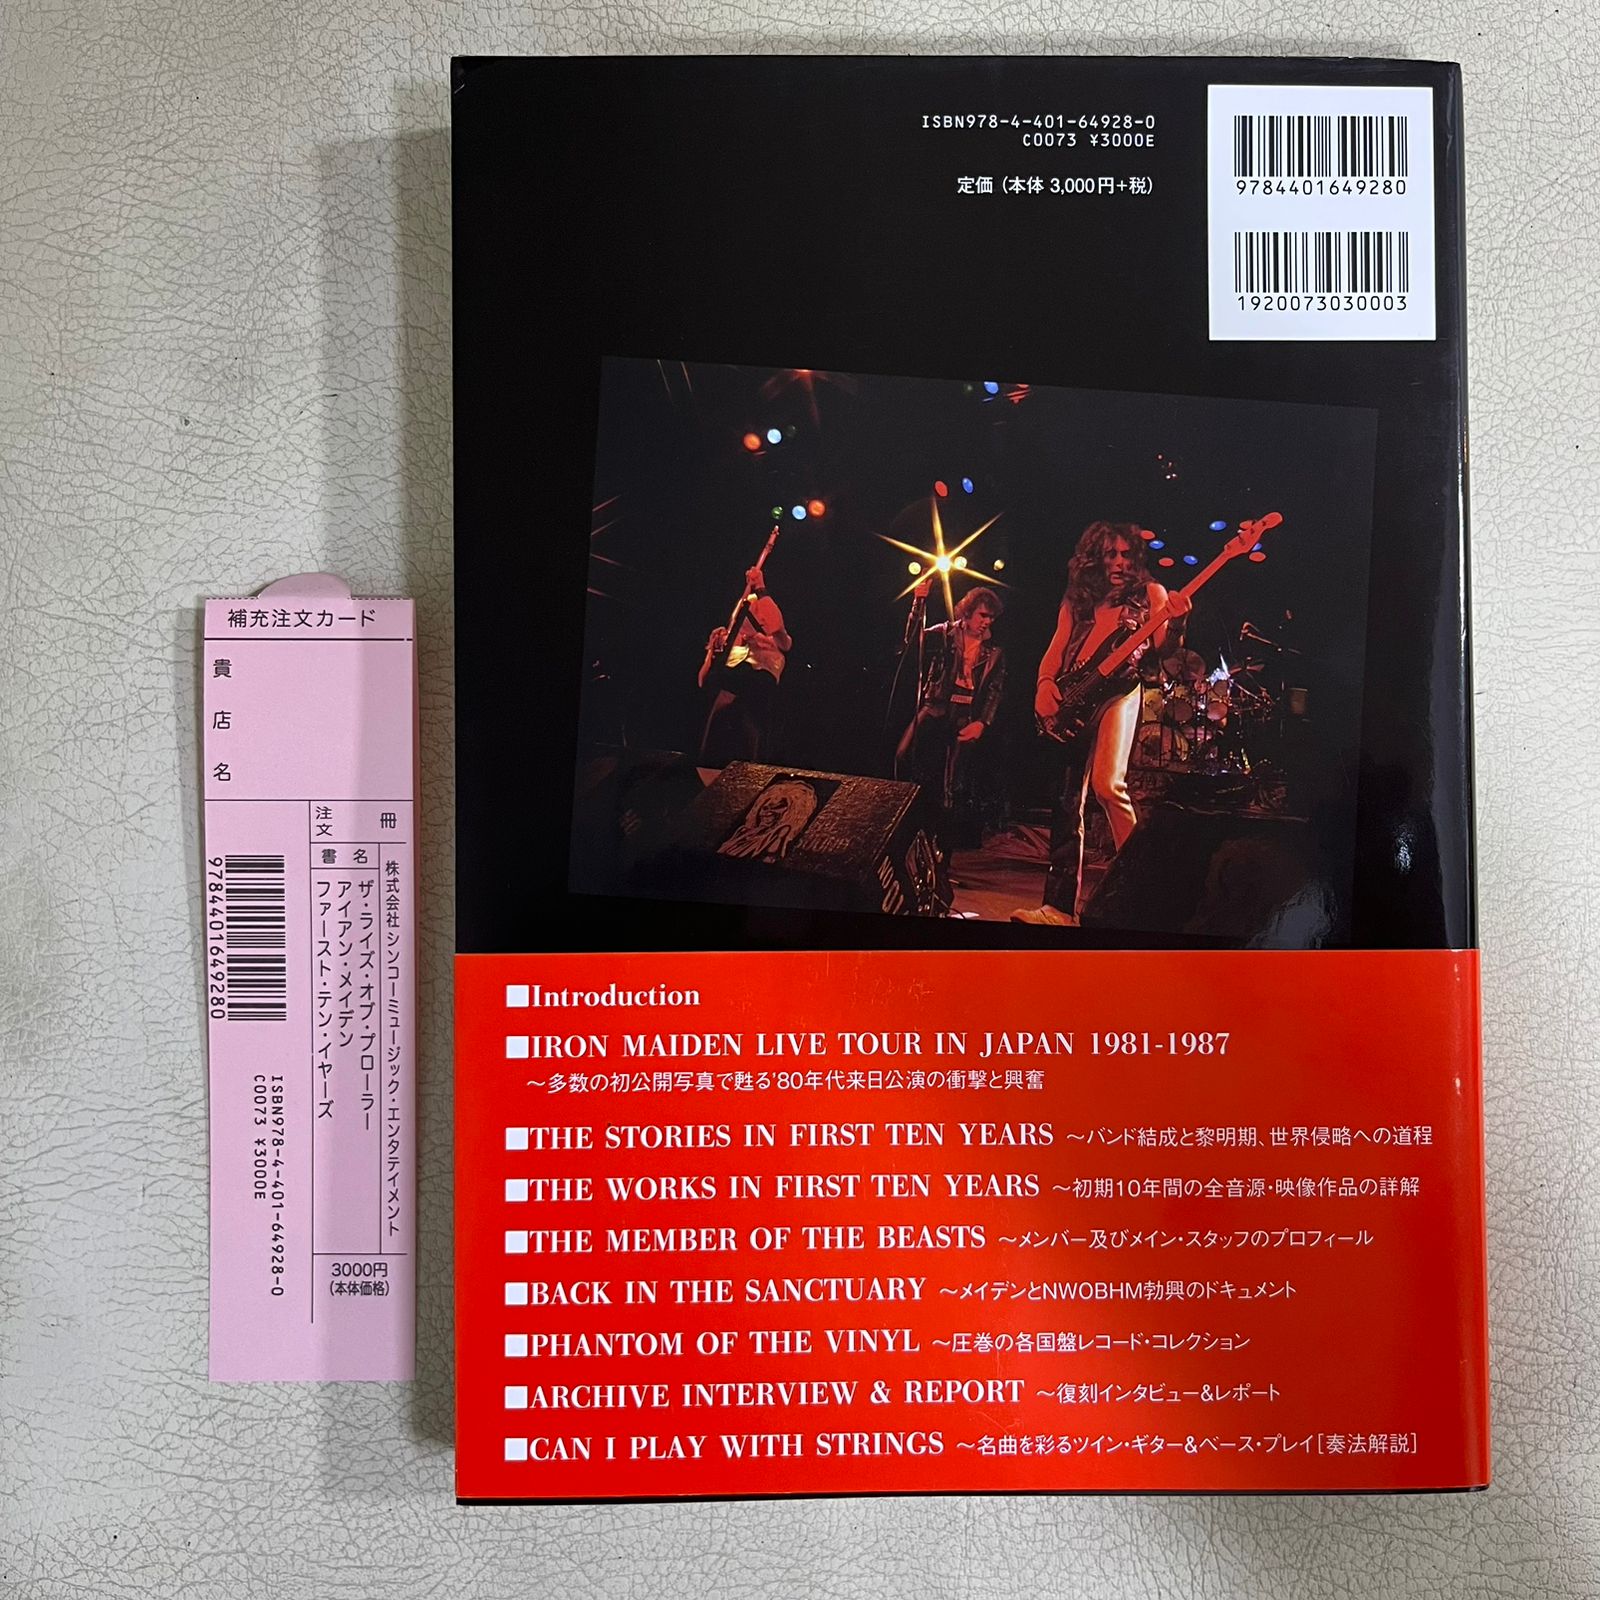 ISBN978-4-401-64928-0
C0073 ¥3000E
定価（本体 3,000円+税）
9784401649280
1920073030003
■Introduction
■IRON MAIDEN LIVE TOUR IN JAPAN 1981-1987
～多数の初公開写真で甦る'80年代来日公演の衝撃と興奮
■THE STORIES IN FIRST TEN YEARS ～バンド結成と黎明期、世界侵略への道程
■THE WORKS IN FIRST TEN YEARS ～初期10年間の全音源・映像作品の詳解
■THE MEMBER OF THE BEASTS ～メンバー及びメイン・スタッフのプロフィール
■BACK IN THE SANCTUARY ～メイデンとNWOBHM勃興のドキュメント
■PHANTOM OF THE VINYL ～圧巻の各国盤レコード・コレクション
■ARCHIVE INTERVIEW & REPORT ～復刻インタビュー&レポート
■CAN I PLAY WITH STRINGS ～名曲を彩るツイン・ギター&ベース・プレイ[奏法解説]
補充注文カード
貴店名
注文 冊
書名
株式会社 シンコーミュージック・エンタテイメント
ザ・ライズ・オブ・プローラー
アイアン・メイデン
ファースト・テン・イヤーズ
9784401649280
ISBN978-4-401-64928-0
C0073 ¥3000E
3000円
（本体価格）